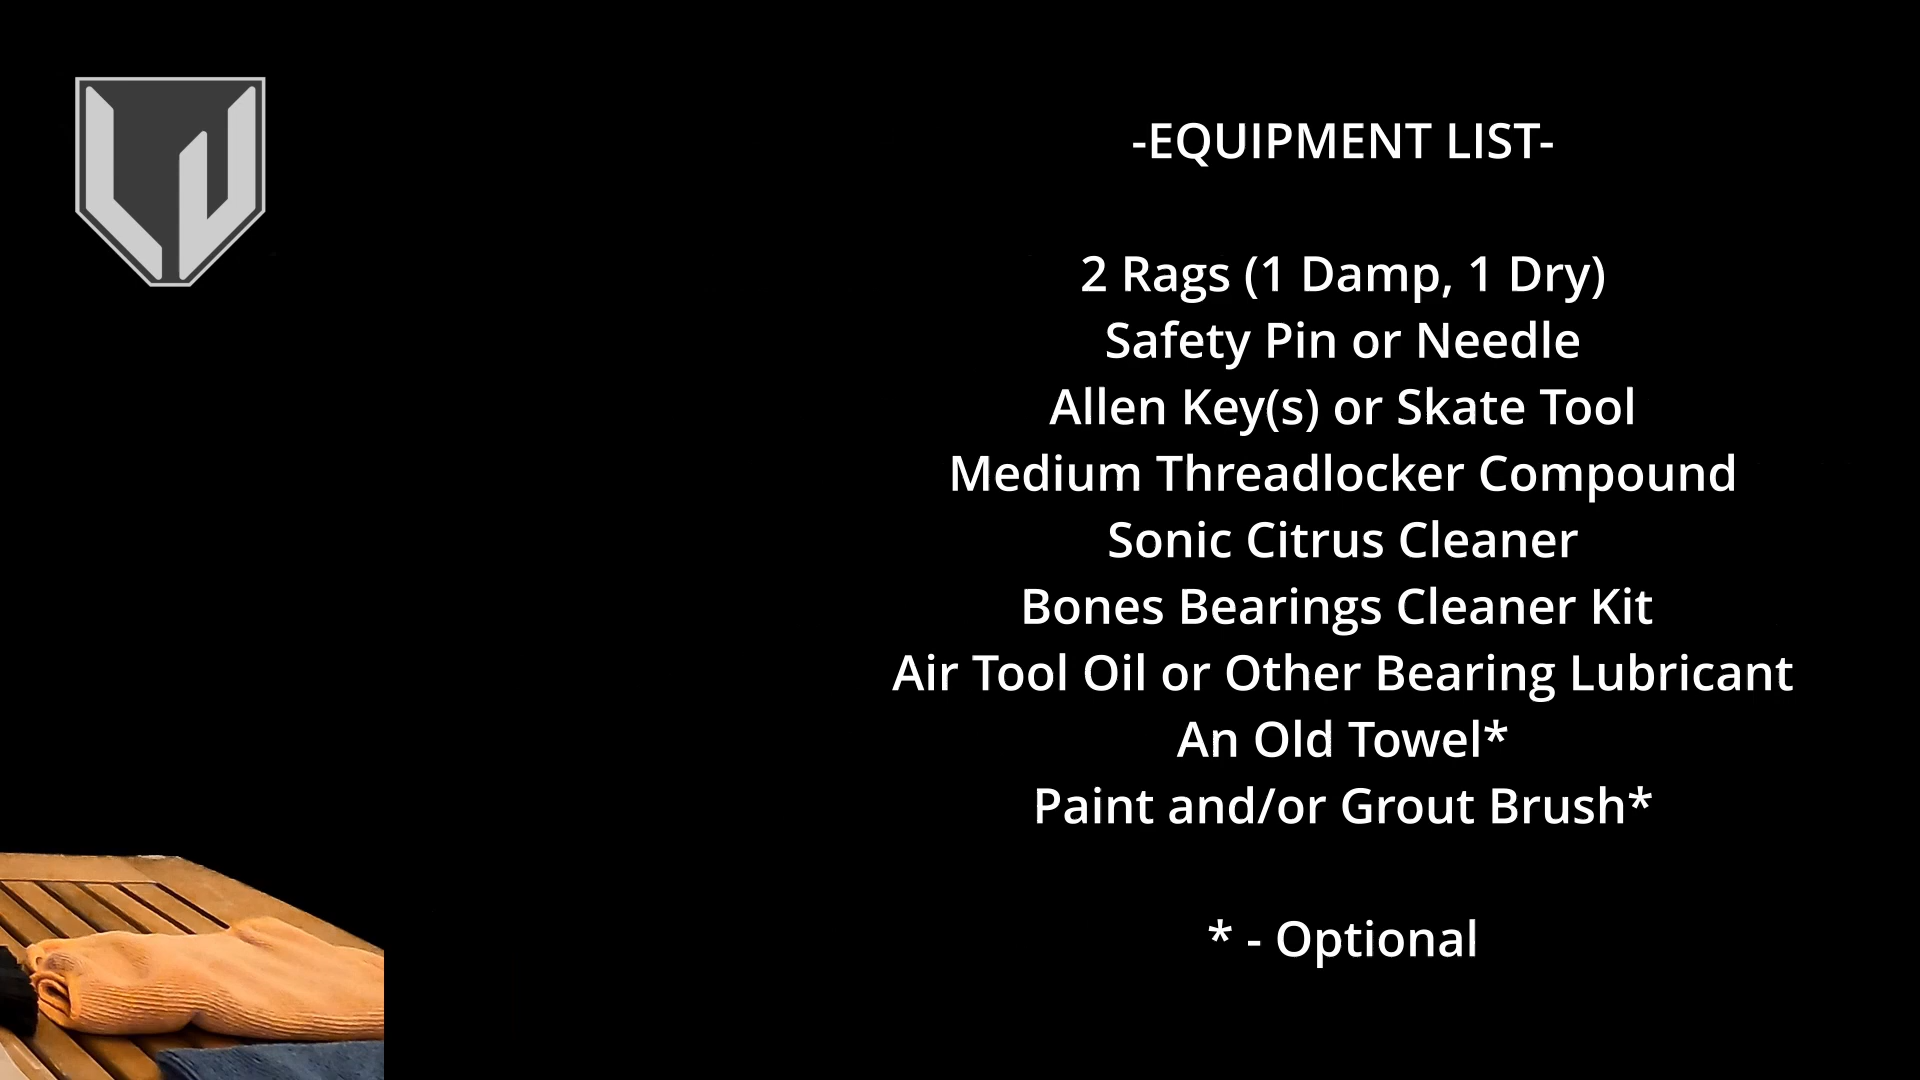 -EQUIPMENT LIST-
2 Rags (1 Damp, 1 Dry)
Safety Pin or Needle
Allen Key(s) or Skate Tool
Medium Threadlocker Compound
Sonic Citrus Cleaner
Bones Bearings Cleaner Kit
Air Tool Oil or Other Bearing Lubricant
An Old Towel*
Paint and/or Grout Brush*
* - Optional